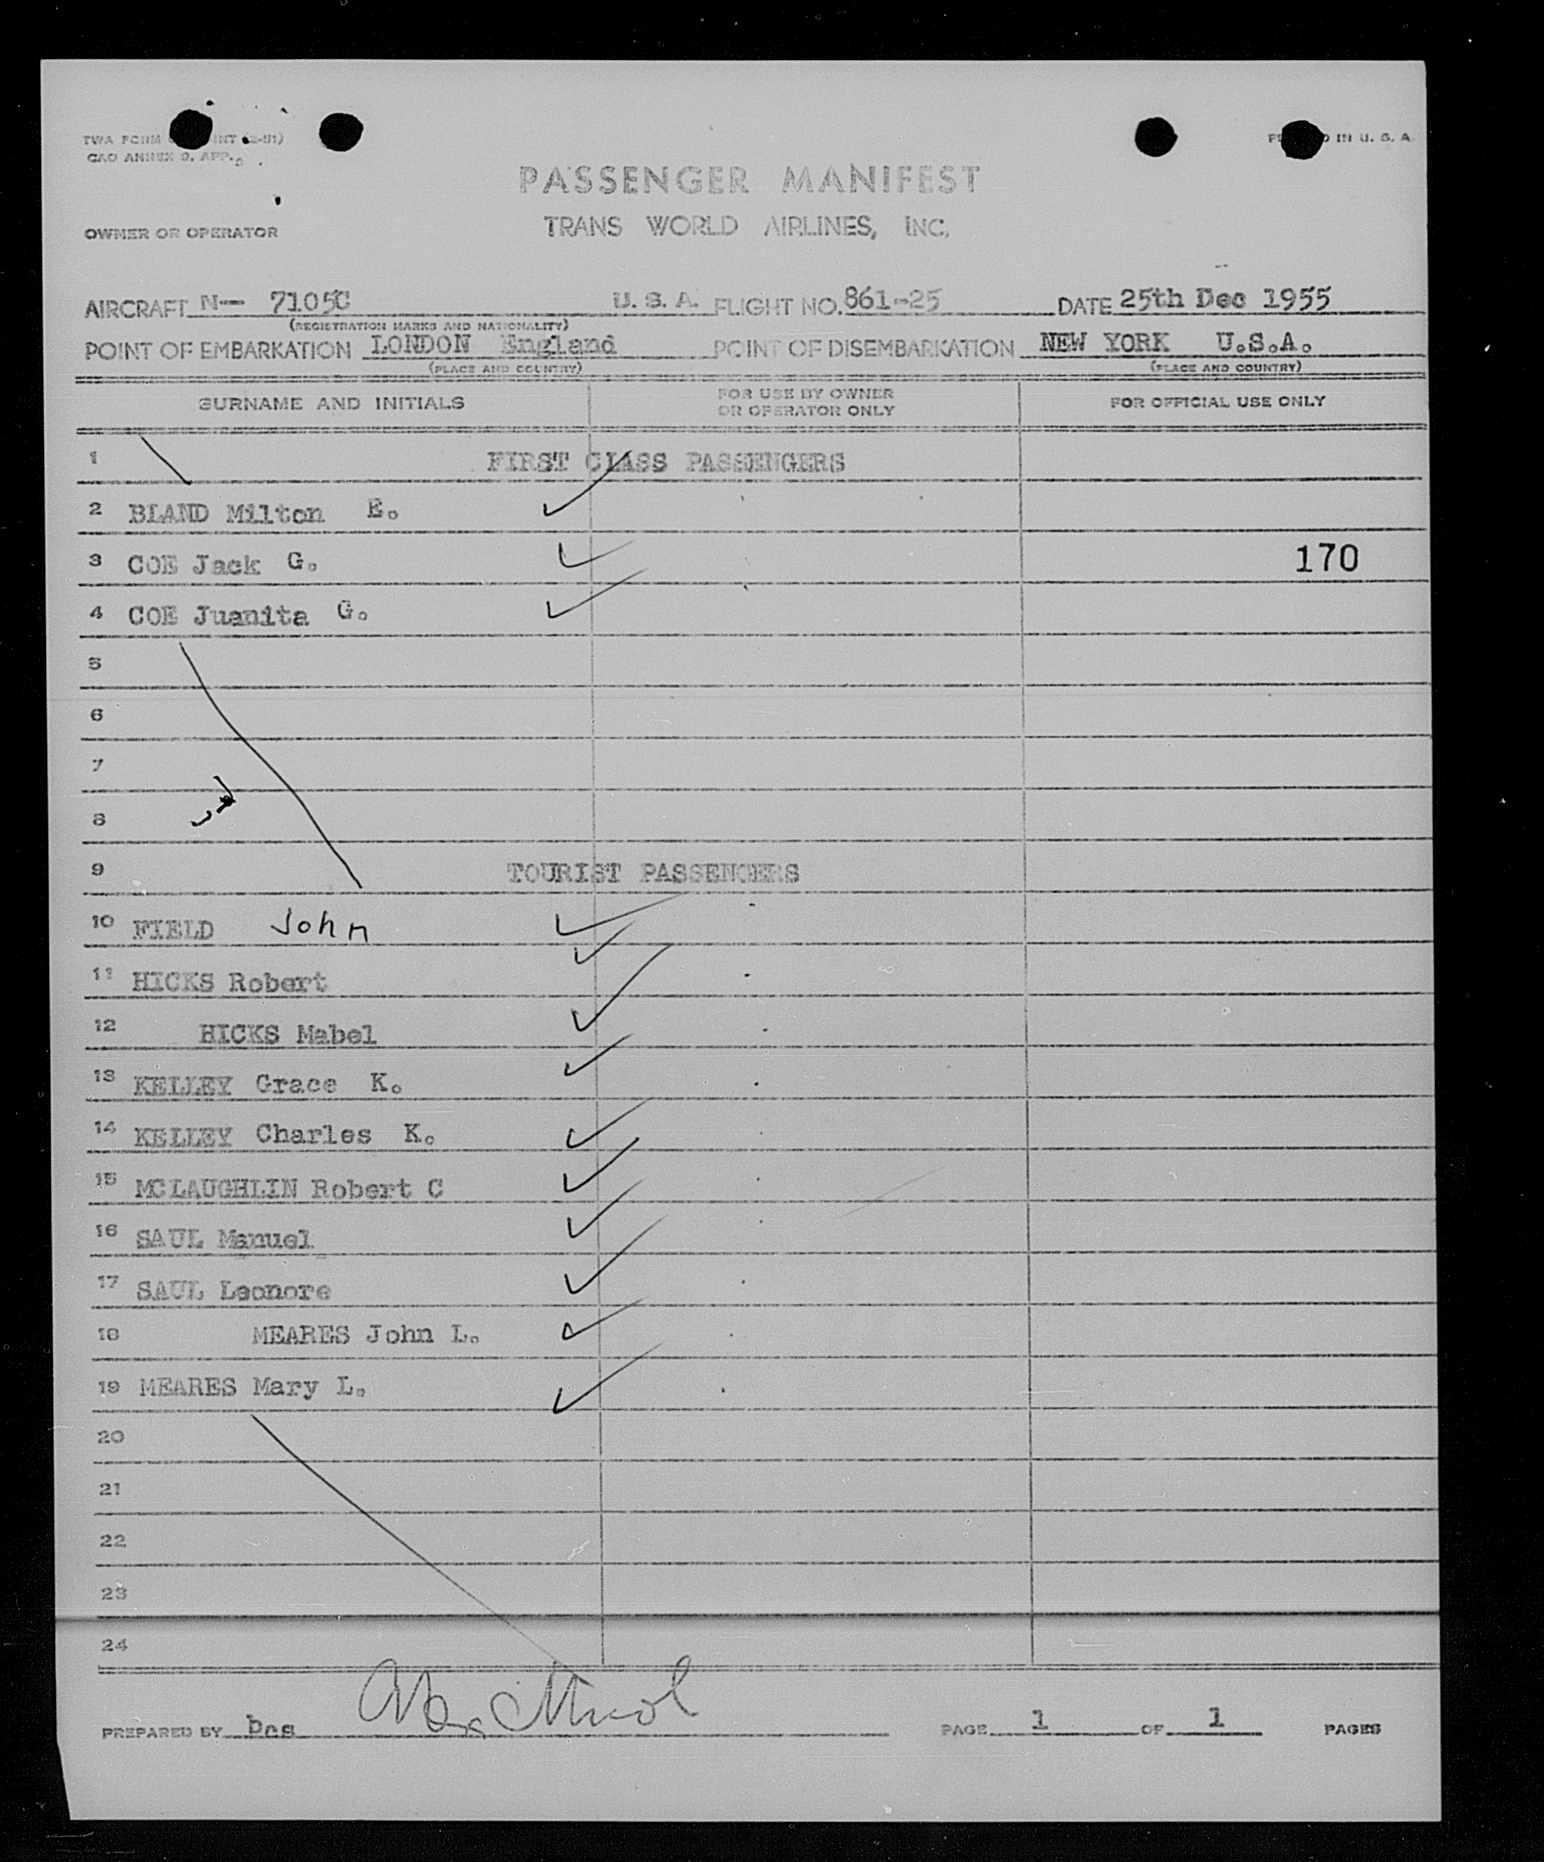 PRINTED IN U. S. A.
PASSENGER MANIFEST
TRANS WORLD AIRLINES, INC.
OWNER OR OPERATOR
AIRCRAFT N-- 7105C U. S. A. FLIGHT NO. 861-25 DATE 25th Dec 1955
(REGISTRATION MARKS AND NATIONALITY)
POINT OF EMBARKATION LONDON England POINT OF DISEMBARKATION NEW YORK U.S.A.
(PLACE AND COUNTRY) (PLACE AND COUNTRY)
SURNAME AND INITIALS FOR USE BY OWNER OR OPERATOR ONLY FOR OFFICIAL USE ONLY
1 FIRST CLASS PASSENGERS
2 BLAND Milton E.
3 COE Jack G. 170
4 COE Juanita G.
5
6
7
8
9 TOURIST PASSENGERS
10 FIELD John
11 HICKS Robert
12 HICKS Mabel
13 KELLEY Grace K.
14 KELLEY Charles K.
15 MCLAUGHLIN Robert C
16 SAUL Manuel
17 SAUL Leonore
18 MEARES John L.
19 MEARES Mary L.
20
21
22
23
24
PREPARED BY bcs PAGE 1 OF 1 PAGES